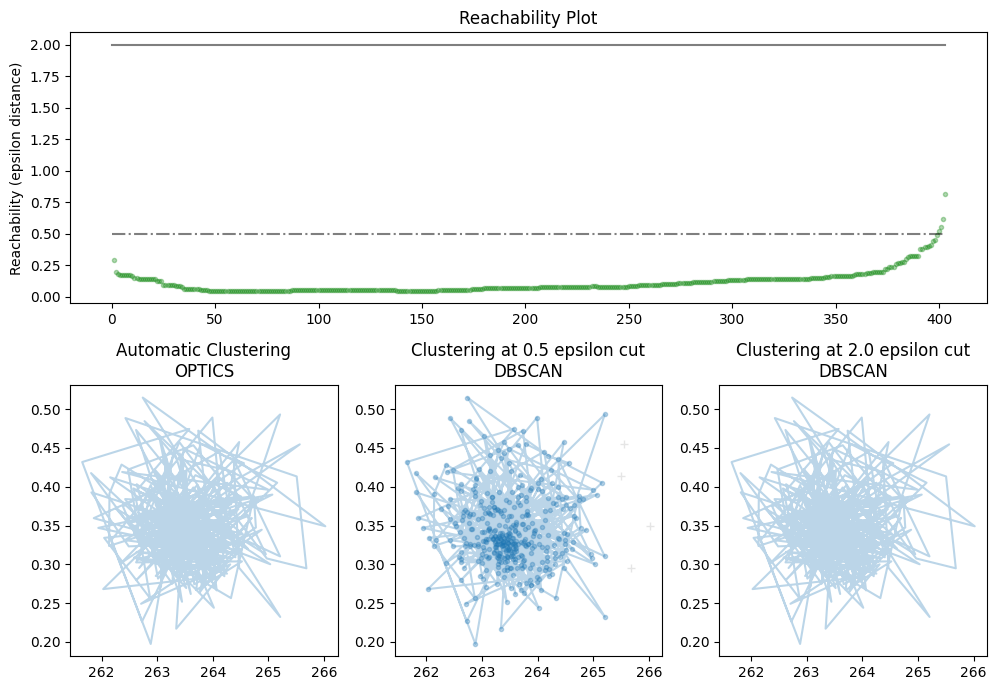 Reachability Plot
Reachability (epsilon distance)
2.00
1.75
1.50
1.25
1.00
0.75
0.50
0.25
0.00
0 50 100 150 200 250 300 350 400
Automatic Clustering
OPTICS
0.50
0.45
0.40
0.35
0.30
0.25
0.20
262 263 264 265 266
Clustering at 0.5 epsilon cut
DBSCAN
0.50
0.45
0.40
0.35
0.30
0.25
0.20
262 263 264 265 266
Clustering at 2.0 epsilon cut
DBSCAN
0.50
0.45
0.40
0.35
0.30
0.25
0.20
262 263 264 265 266